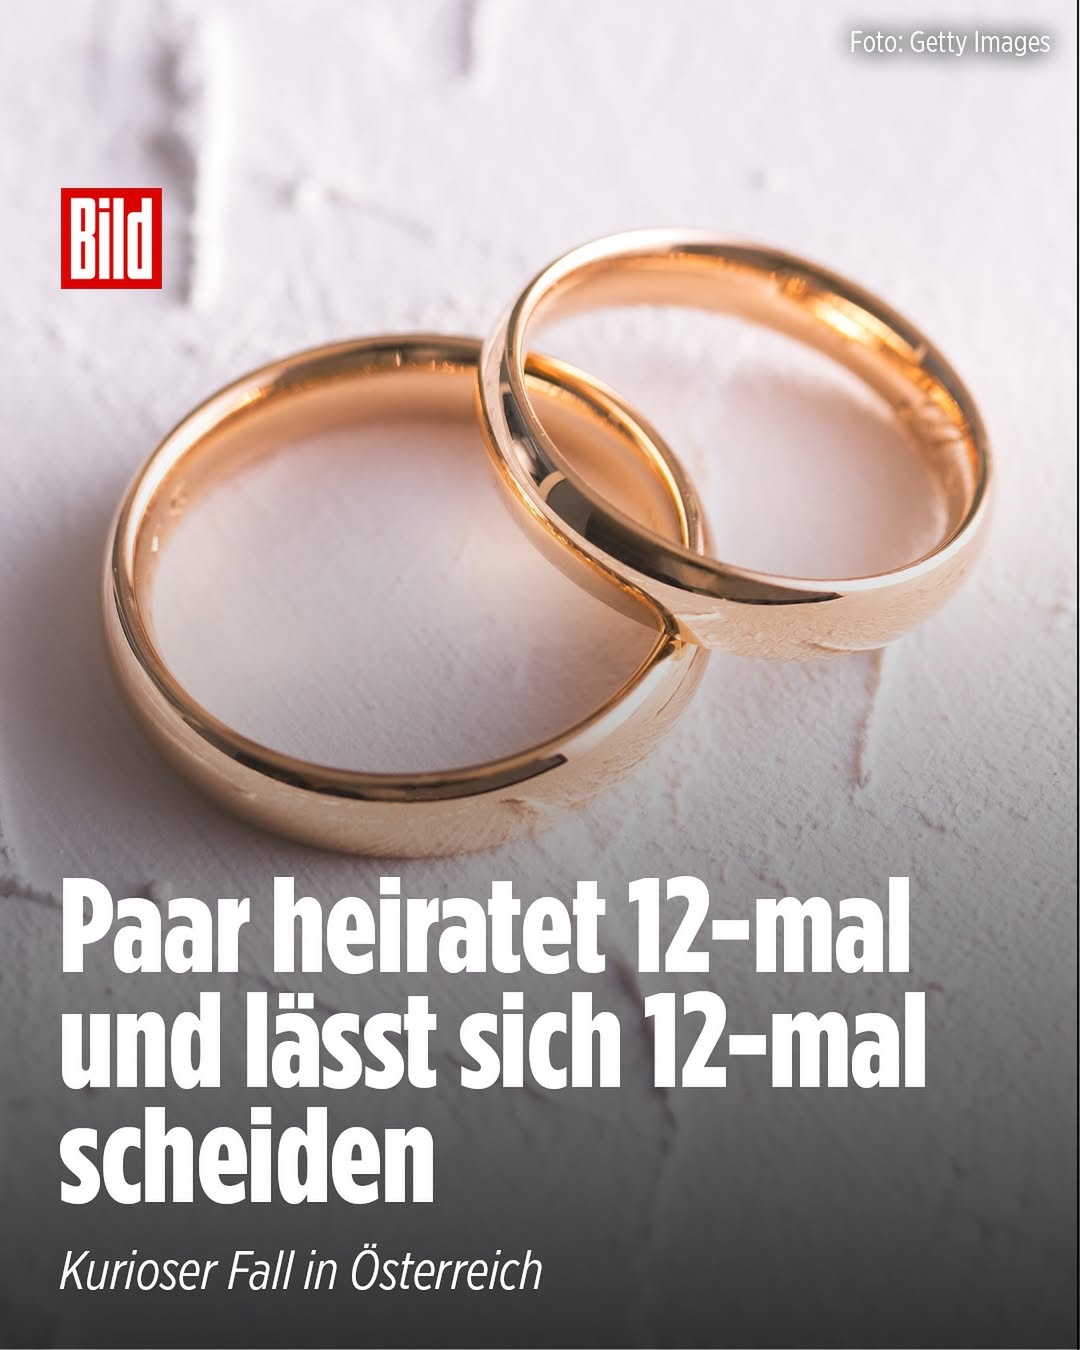 Foto: Getty Images
Bild
Paar heiratet 12-mal
und lässt sich 12-mal
scheiden
Kurioser Fall in Österreich